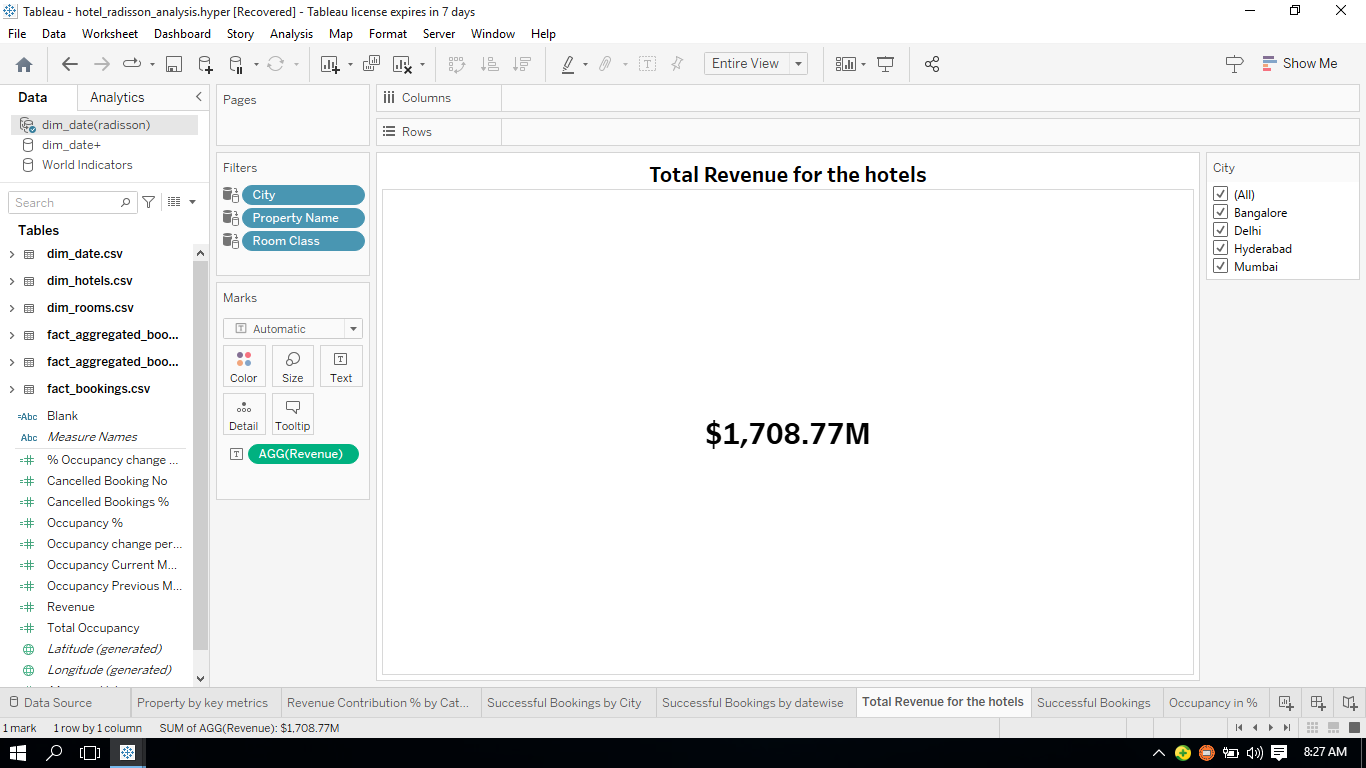 Tableau - hotel_radisson_analysis.hyper [Recovered] - Tableau license expires in 7 days
File Data Worksheet Dashboard Story Analysis Map Format Server Window Help
Entire View
Show Me
Data Analytics
dim_date(radisson)
dim_date+
World Indicators
Search
Tables
dim_date.csv
dim_hotels.csv
dim_rooms.csv
fact_aggregated_boo...
fact_aggregated_boo...
fact_bookings.csv
=Abc Blank
Abc Measure Names
=# % Occupancy change ...
=# Cancelled Booking No
=# Cancelled Bookings %
=# Occupancy %
=# Occupancy change per...
=# Occupancy Current M...
=# Occupancy Previous M...
=# Revenue
=# Total Occupancy
Latitude (generated)
Longitude (generated)
Pages
Filters
City
Property Name
Room Class
Marks
T Automatic
Color Size Text
Detail Tooltip
T AGG(Revenue)
Columns
Rows
Total Revenue for the hotels
$1,708.77M
City
(All)
Bangalore
Delhi
Hyderabad
Mumbai
Data Source Property by key metrics Revenue Contribution % by Cat... Successful Bookings by City Successful Bookings by datewise Total Revenue for the hotels Successful Bookings Occupancy in %
1 mark 1 row by 1 column SUM of AGG(Revenue): $1,708.77M
8:27 AM